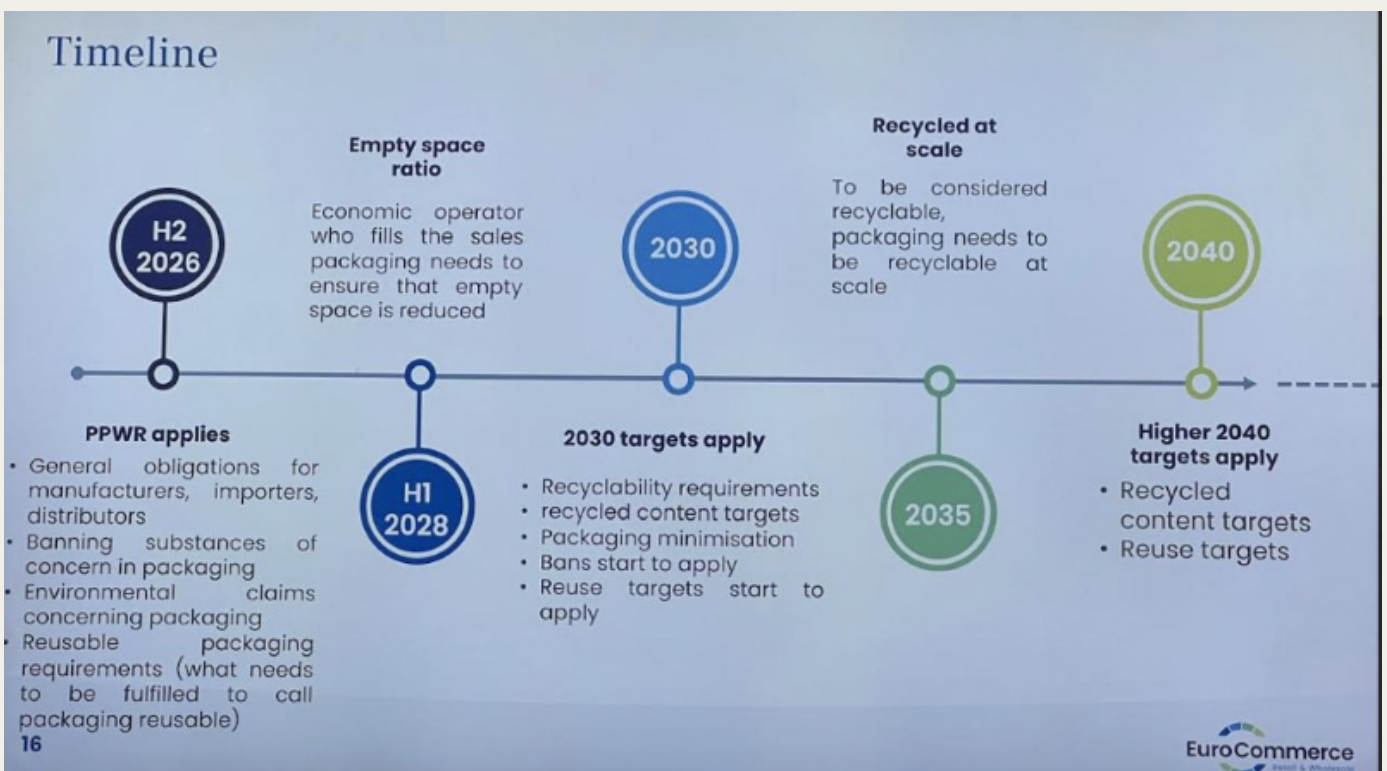 Timeline
H2
2026
PPWR applies
• General obligations for
manufacturers, importers,
distributors
• Banning substances of
concern in packaging
• Environmental claims
concerning packaging
• Reusable packaging
requirements (what needs
to be fulfilled to call
packaging reusable)
Empty space
ratio
Economic operator
who fills the sales
packaging needs to
ensure that empty
space is reduced
H1
2028
2030
2030 targets apply
• Recyclability requirements
• recycled content targets
• Packaging minimisation
• Bans start to apply
• Reuse targets start to
apply
Recycled at
scale
To be considered
recyclable,
packaging needs to
be recyclable at
scale
2035
2040
Higher 2040
targets apply
• Recycled
content targets
• Reuse targets
16
EuroCommerce
Retail & Wholesale